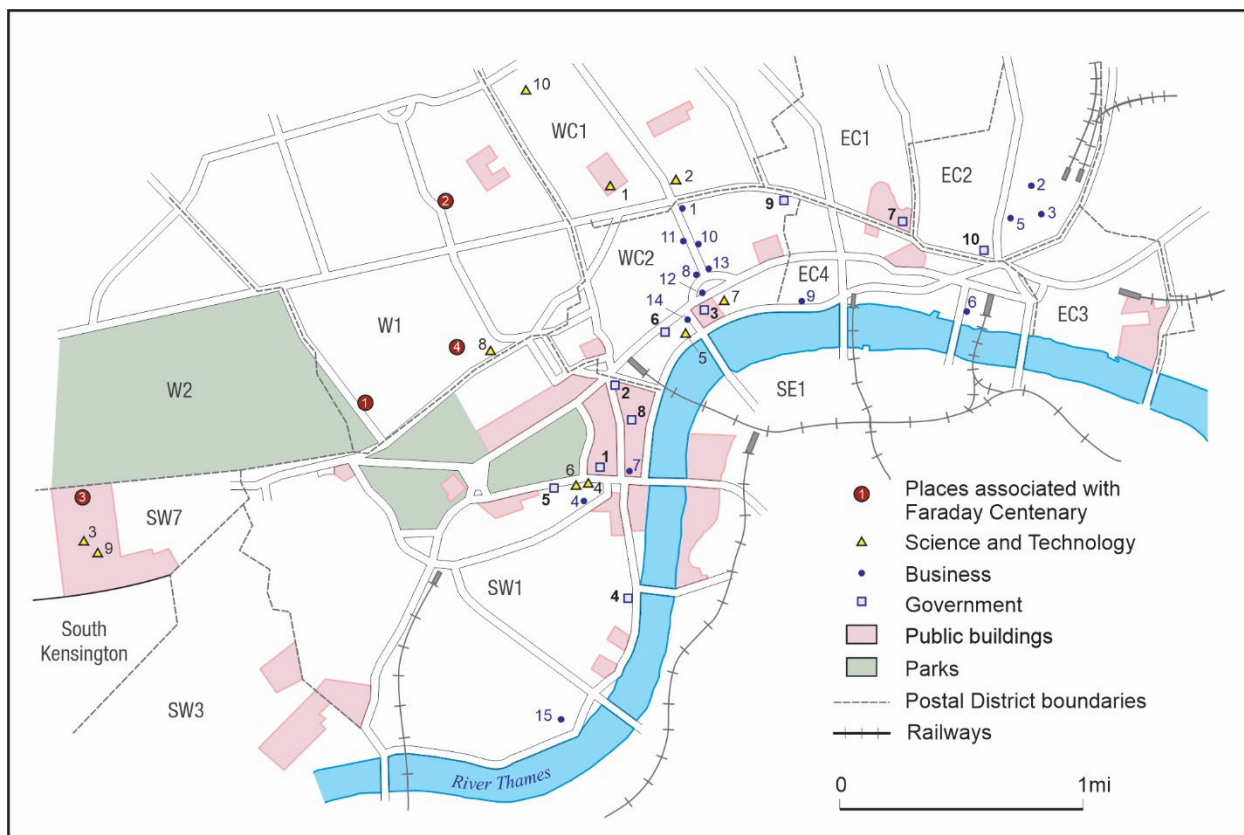 10
WC1
EC1
EC2
2
1
2
2
1
9
7
3
5
11
10
10
WC2
13
8
EC4
12
7
14
9
3
6
EC3
6
W1
4
8
5
W2
SE1
1
2
8
1
7
6
4
3
5
4
SW7
3
9
SW1
4
South
Kensington
SW3
15
River Thames
1 Places associated with
Faraday Centenary
Science and Technology
Business
Government
Public buildings
Parks
Postal District boundaries
Railways
0 1mi